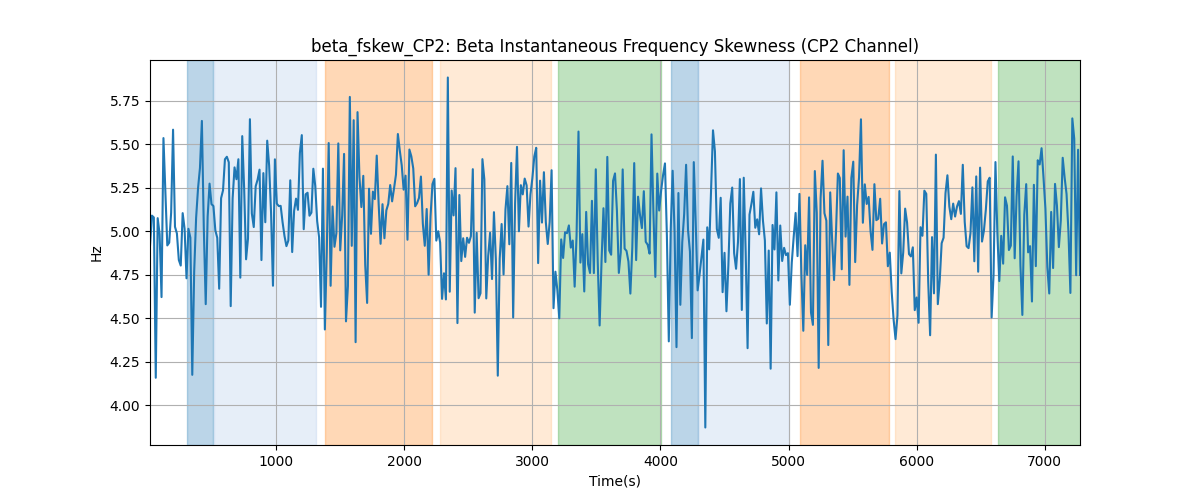 beta_fskew_CP2: Beta Instantaneous Frequency Skewness (CP2 Channel)
5.75
5.50
5.25
5.00
4.75
4.50
4.25
4.00
Hz
1000 2000 3000 4000 5000 6000 7000
Time(s)